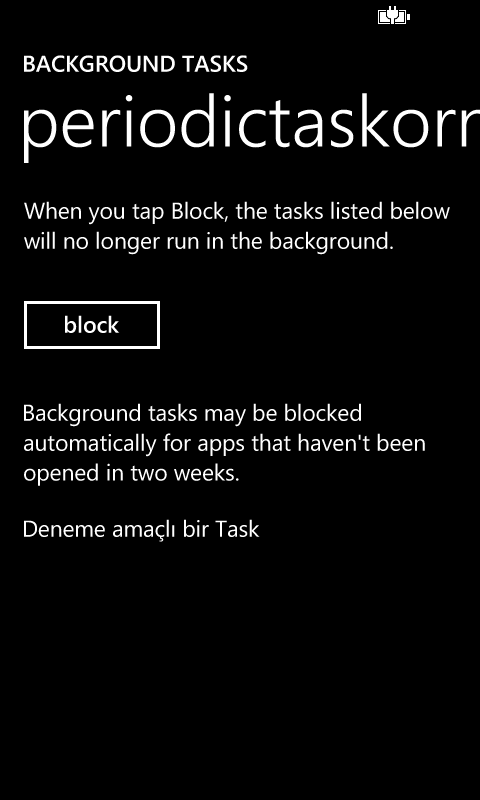 BACKGROUND TASKS
periodictaskorn
When you tap Block, the tasks listed below
will no longer run in the background.
block
Background tasks may be blocked
automatically for apps that haven't been
opened in two weeks.
Deneme amaçlı bir Task